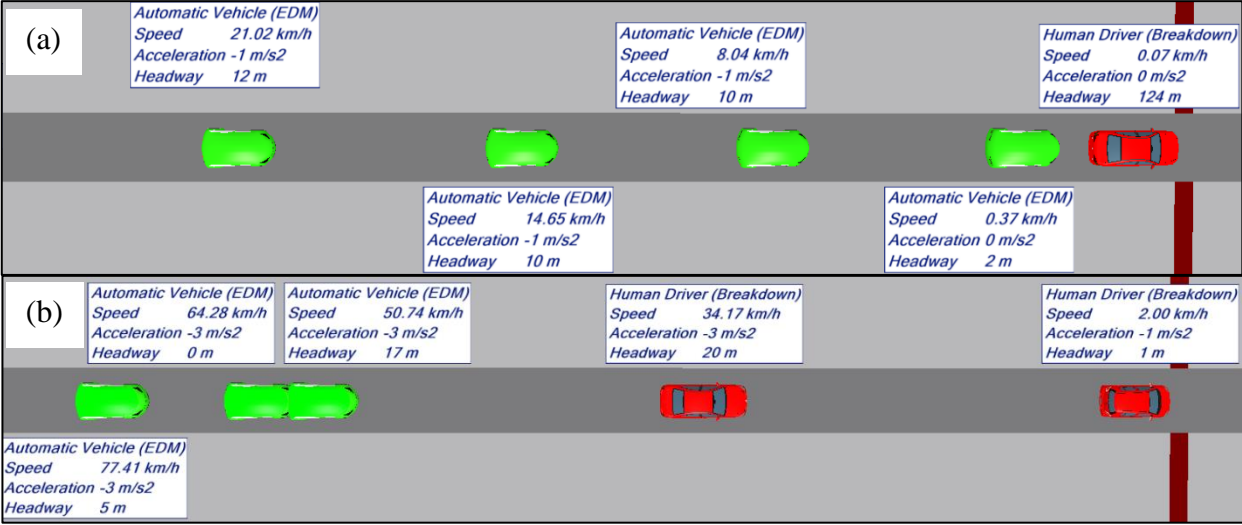 (a)
Automatic Vehicle (EDM)
Speed 21.02 km/h
Acceleration -1 m/s2
Headway 12 m
Automatic Vehicle (EDM)
Speed 8.04 km/h
Acceleration -1 m/s2
Headway 10 m
Human Driver (Breakdown)
Speed 0.07 km/h
Acceleration 0 m/s2
Headway 124 m
Automatic Vehicle (EDM)
Speed 14.65 km/h
Acceleration -1 m/s2
Headway 10 m
Automatic Vehicle (EDM)
Speed 0.37 km/h
Acceleration 0 m/s2
Headway 2 m
(b)
Automatic Vehicle (EDM)
Speed 64.28 km/h
Acceleration -3 m/s2
Headway 0 m
Automatic Vehicle (EDM)
Speed 50.74 km/h
Acceleration -3 m/s2
Headway 17 m
Human Driver (Breakdown)
Speed 34.17 km/h
Acceleration -3 m/s2
Headway 20 m
Human Driver (Breakdown)
Speed 2.00 km/h
Acceleration -1 m/s2
Headway 1 m
Automatic Vehicle (EDM)
Speed 77.41 km/h
Acceleration -3 m/s2
Headway 5 m